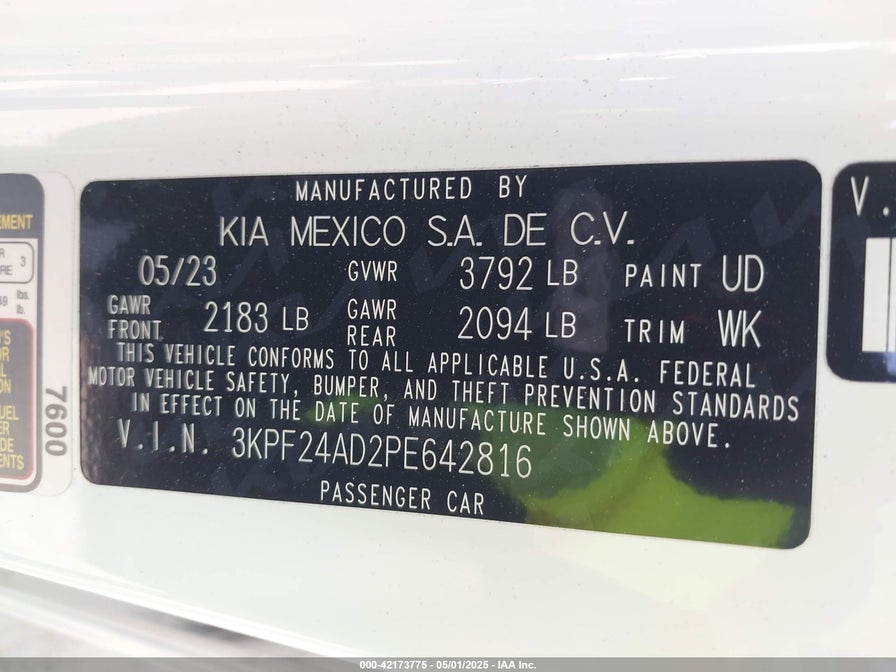 MANUFACTURED BY
KIA MEXICO S.A. DE C.V.
05/23 GVWR 3792 LB PAINT UD
GAWR FRONT 2183 LB GAWR REAR 2094 LB TRIM WK
THIS VEHICLE CONFORMS TO ALL APPLICABLE U.S.A. FEDERAL
MOTOR VEHICLE SAFETY, BUMPER, AND THEFT PREVENTION STANDARDS
IN EFFECT ON THE DATE OF MANUFACTURE SHOWN ABOVE.
V.I.N. 3KPF24AD2PE642816
PASSENGER CAR
7600
V.
000-42173775 - 05/01/2025 - IAA Inc.